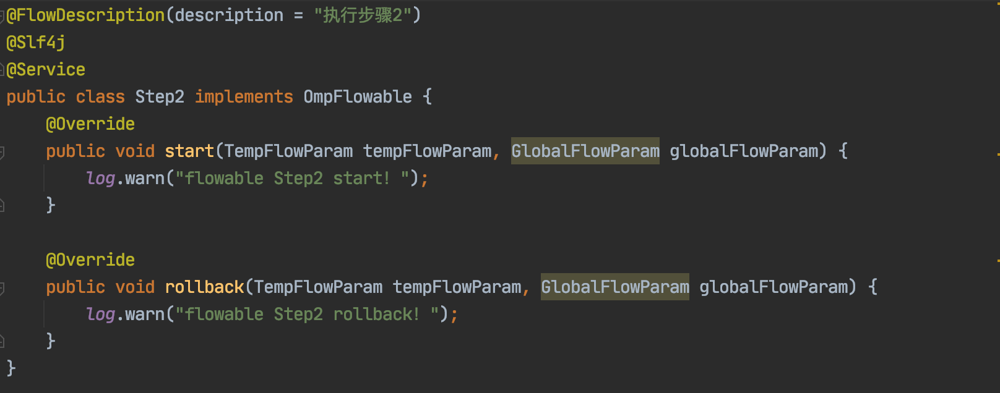 @FlowDescription(description = "执行步骤2")
@Slf4j
@Service
public class Step2 implements OmpFlowable {
    @Override
    public void start(TempFlowParam tempFlowParam, GlobalFlowParam globalFlowParam) {
        log.warn("flowable Step2 start! ");
    }

    @Override
    public void rollback(TempFlowParam tempFlowParam, GlobalFlowParam globalFlowParam) {
        log.warn("flowable Step2 rollback! ");
    }
}